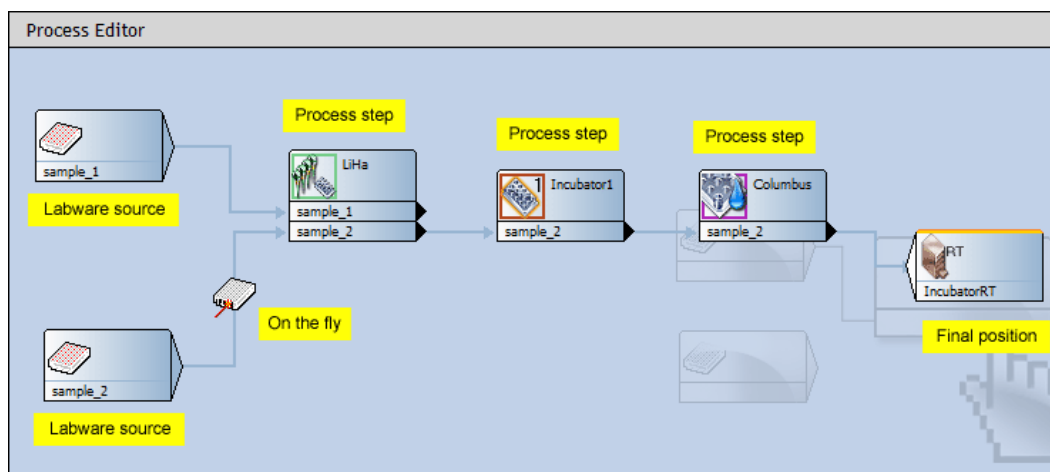 Process Editor
Process step
LiHa
sample_1
sample_2
Process step
1
Incubator1
sample_2
Process step
Columbus
sample_2
sample_1
Labware source
On the fly
sample_2
Labware source
RT
IncubatorRT
Final position